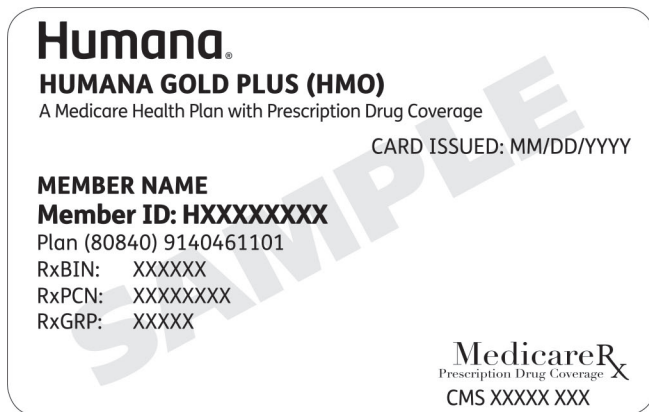 Humana®
HUMANA GOLD PLUS (HMO)
A Medicare Health Plan with Prescription Drug Coverage
CARD ISSUED: MM/DD/YYYY
MEMBER NAME
Member ID: HXXXXXXXX
Plan (80840) 9140461101
RxBIN: XXXXXX
RxPCN: XXXXXXXX
RxGRP: XXXXX
SAMPLE
MedicareRx
Prescription Drug Coverage
CMS XXXXX XXX